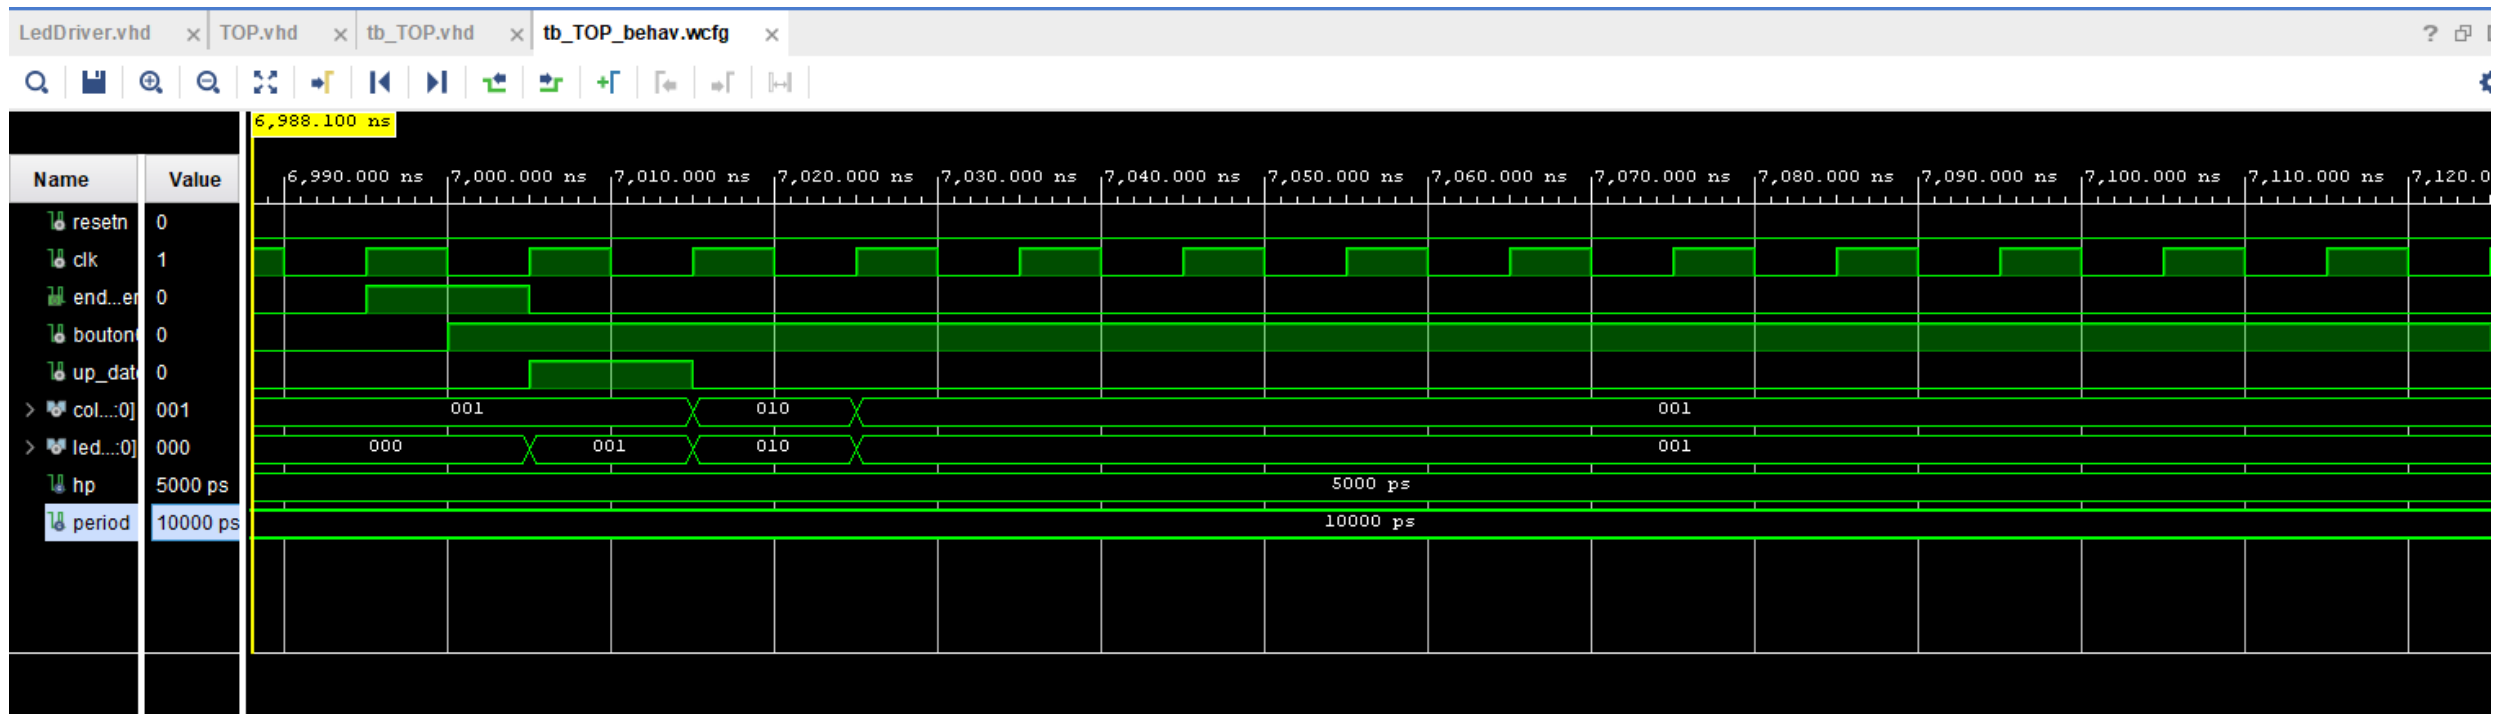 LedDriver.vhd × TOP.vhd × tb_TOP.vhd × tb_TOP_behav.wcfg × ?
6,988.100 ns
Name Value 6,990.000 ns 7,000.000 ns 7,010.000 ns 7,020.000 ns 7,030.000 ns 7,040.000 ns 7,050.000 ns 7,060.000 ns 7,070.000 ns 7,080.000 ns 7,090.000 ns 7,100.000 ns 7,110.000 ns 7,120.0
resetn 0
clk 1
end...er 0
bouton 0
up_dat 0
col...:0] 001 001 010 001
led...:0] 000 000 001 010 001
hp 5000 ps 5000 ps
period 10000 ps 10000 ps